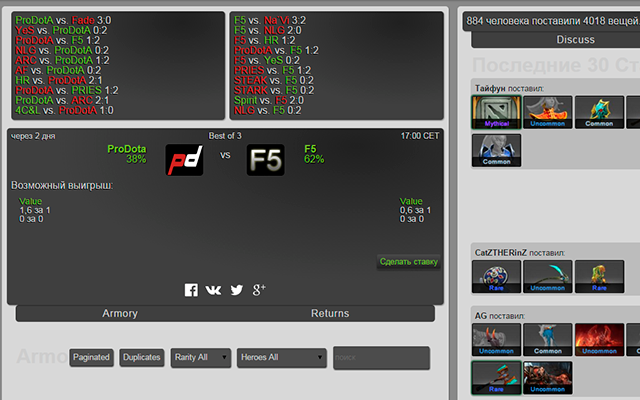 ProDotA vs. Fade 3:0
YeS vs. ProDotA 0:2
ProDotA vs. F5 1:2
NLG vs. ProDotA 0:2
ARC vs. ProDotA 1:2
AF vs. ProDotA 0:2
HR vs. ProDotA 2:1
ProDotA vs. PRIES 1:2
ProDotA vs. ARC 2:1
4C&L vs. ProDotA 1:0
F5 vs. Na`Vi 3:2
F5 vs. NLG 2:0
F5 vs. HR 1:2
ProDotA vs. F5 1:2
F5 vs. YeS 0:2
PRIES vs. F5 1:2
STEAK vs. F5 0:2
STARK vs. F5 0:2
Spirit vs. F5 2:0
NLG vs. F5 0:2
через 2 дня
Best of 3
17:00 CET
ProDota
38%
pd
vs
F5
F5
62%
Возможный выигрыш:
Value
1,6 за 1
0 за 0
Value
0,6 за 1
0 за 0
Сделать ставку
Armory
Returns
Armo
Paginated
Duplicates
Rarity All
Heroes All
поиск
884 человека поставили 4018 вещей.
Discuss
Последние 30 Ст
Тайфун поставил:
Mythical
Uncommon
Common
Common
CatZTHERinZ поставил:
Rare
Uncommon
Rare
AG поставил:
Uncommon
Common
Uncommon
Rare
Uncommon